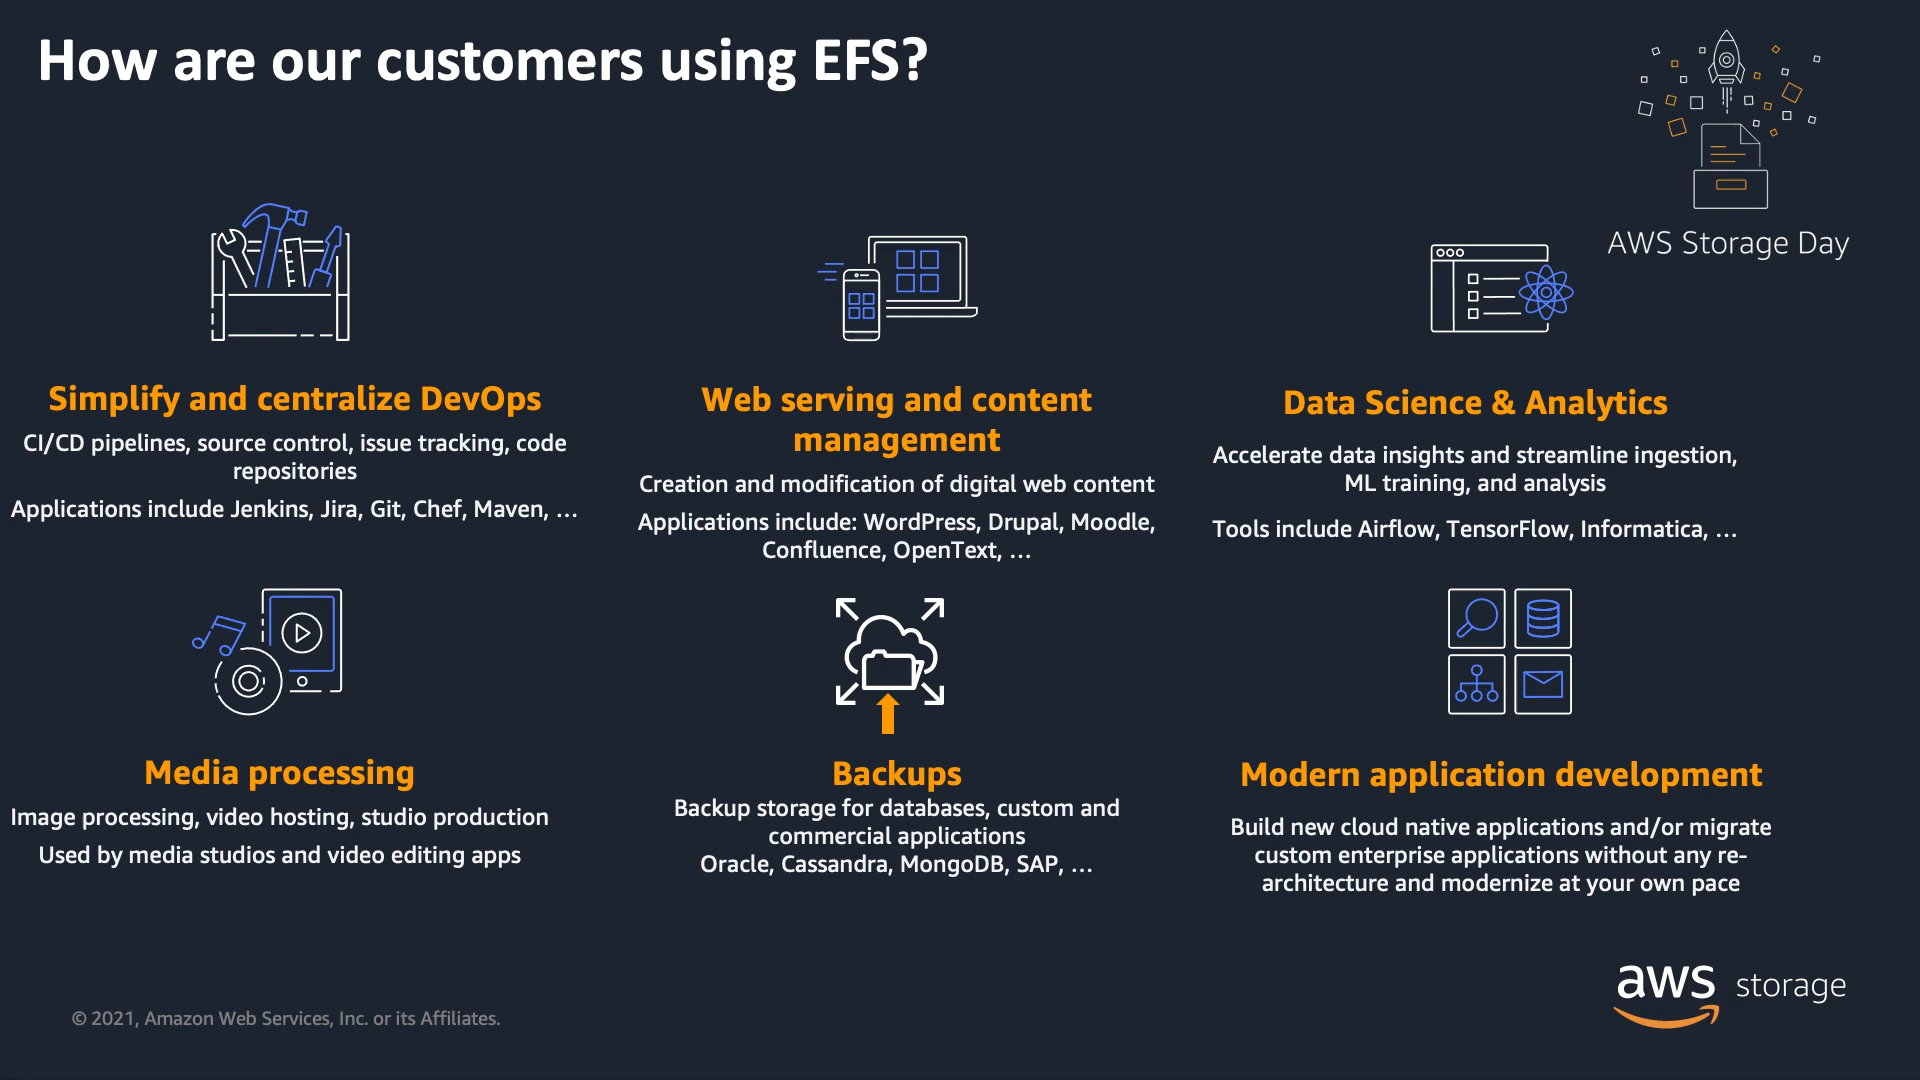 How are our customers using EFS?
AWS Storage Day
Simplify and centralize DevOps
CI/CD pipelines, source control, issue tracking, code
repositories
Applications include Jenkins, Jira, Git, Chef, Maven, …
Web serving and content
management
Creation and modification of digital web content
Applications include: WordPress, Drupal, Moodle,
Confluence, OpenText, …
Data Science & Analytics
Accelerate data insights and streamline ingestion,
ML training, and analysis
Tools include Airflow, TensorFlow, Informatica, …
Media processing
Image processing, video hosting, studio production
Used by media studios and video editing apps
Backups
Backup storage for databases, custom and
commercial applications
Oracle, Cassandra, MongoDB, SAP, …
Modern application development
Build new cloud native applications and/or migrate
custom enterprise applications without any re-
architecture and modernize at your own pace
© 2021, Amazon Web Services, Inc. or its Affiliates.
aws storage